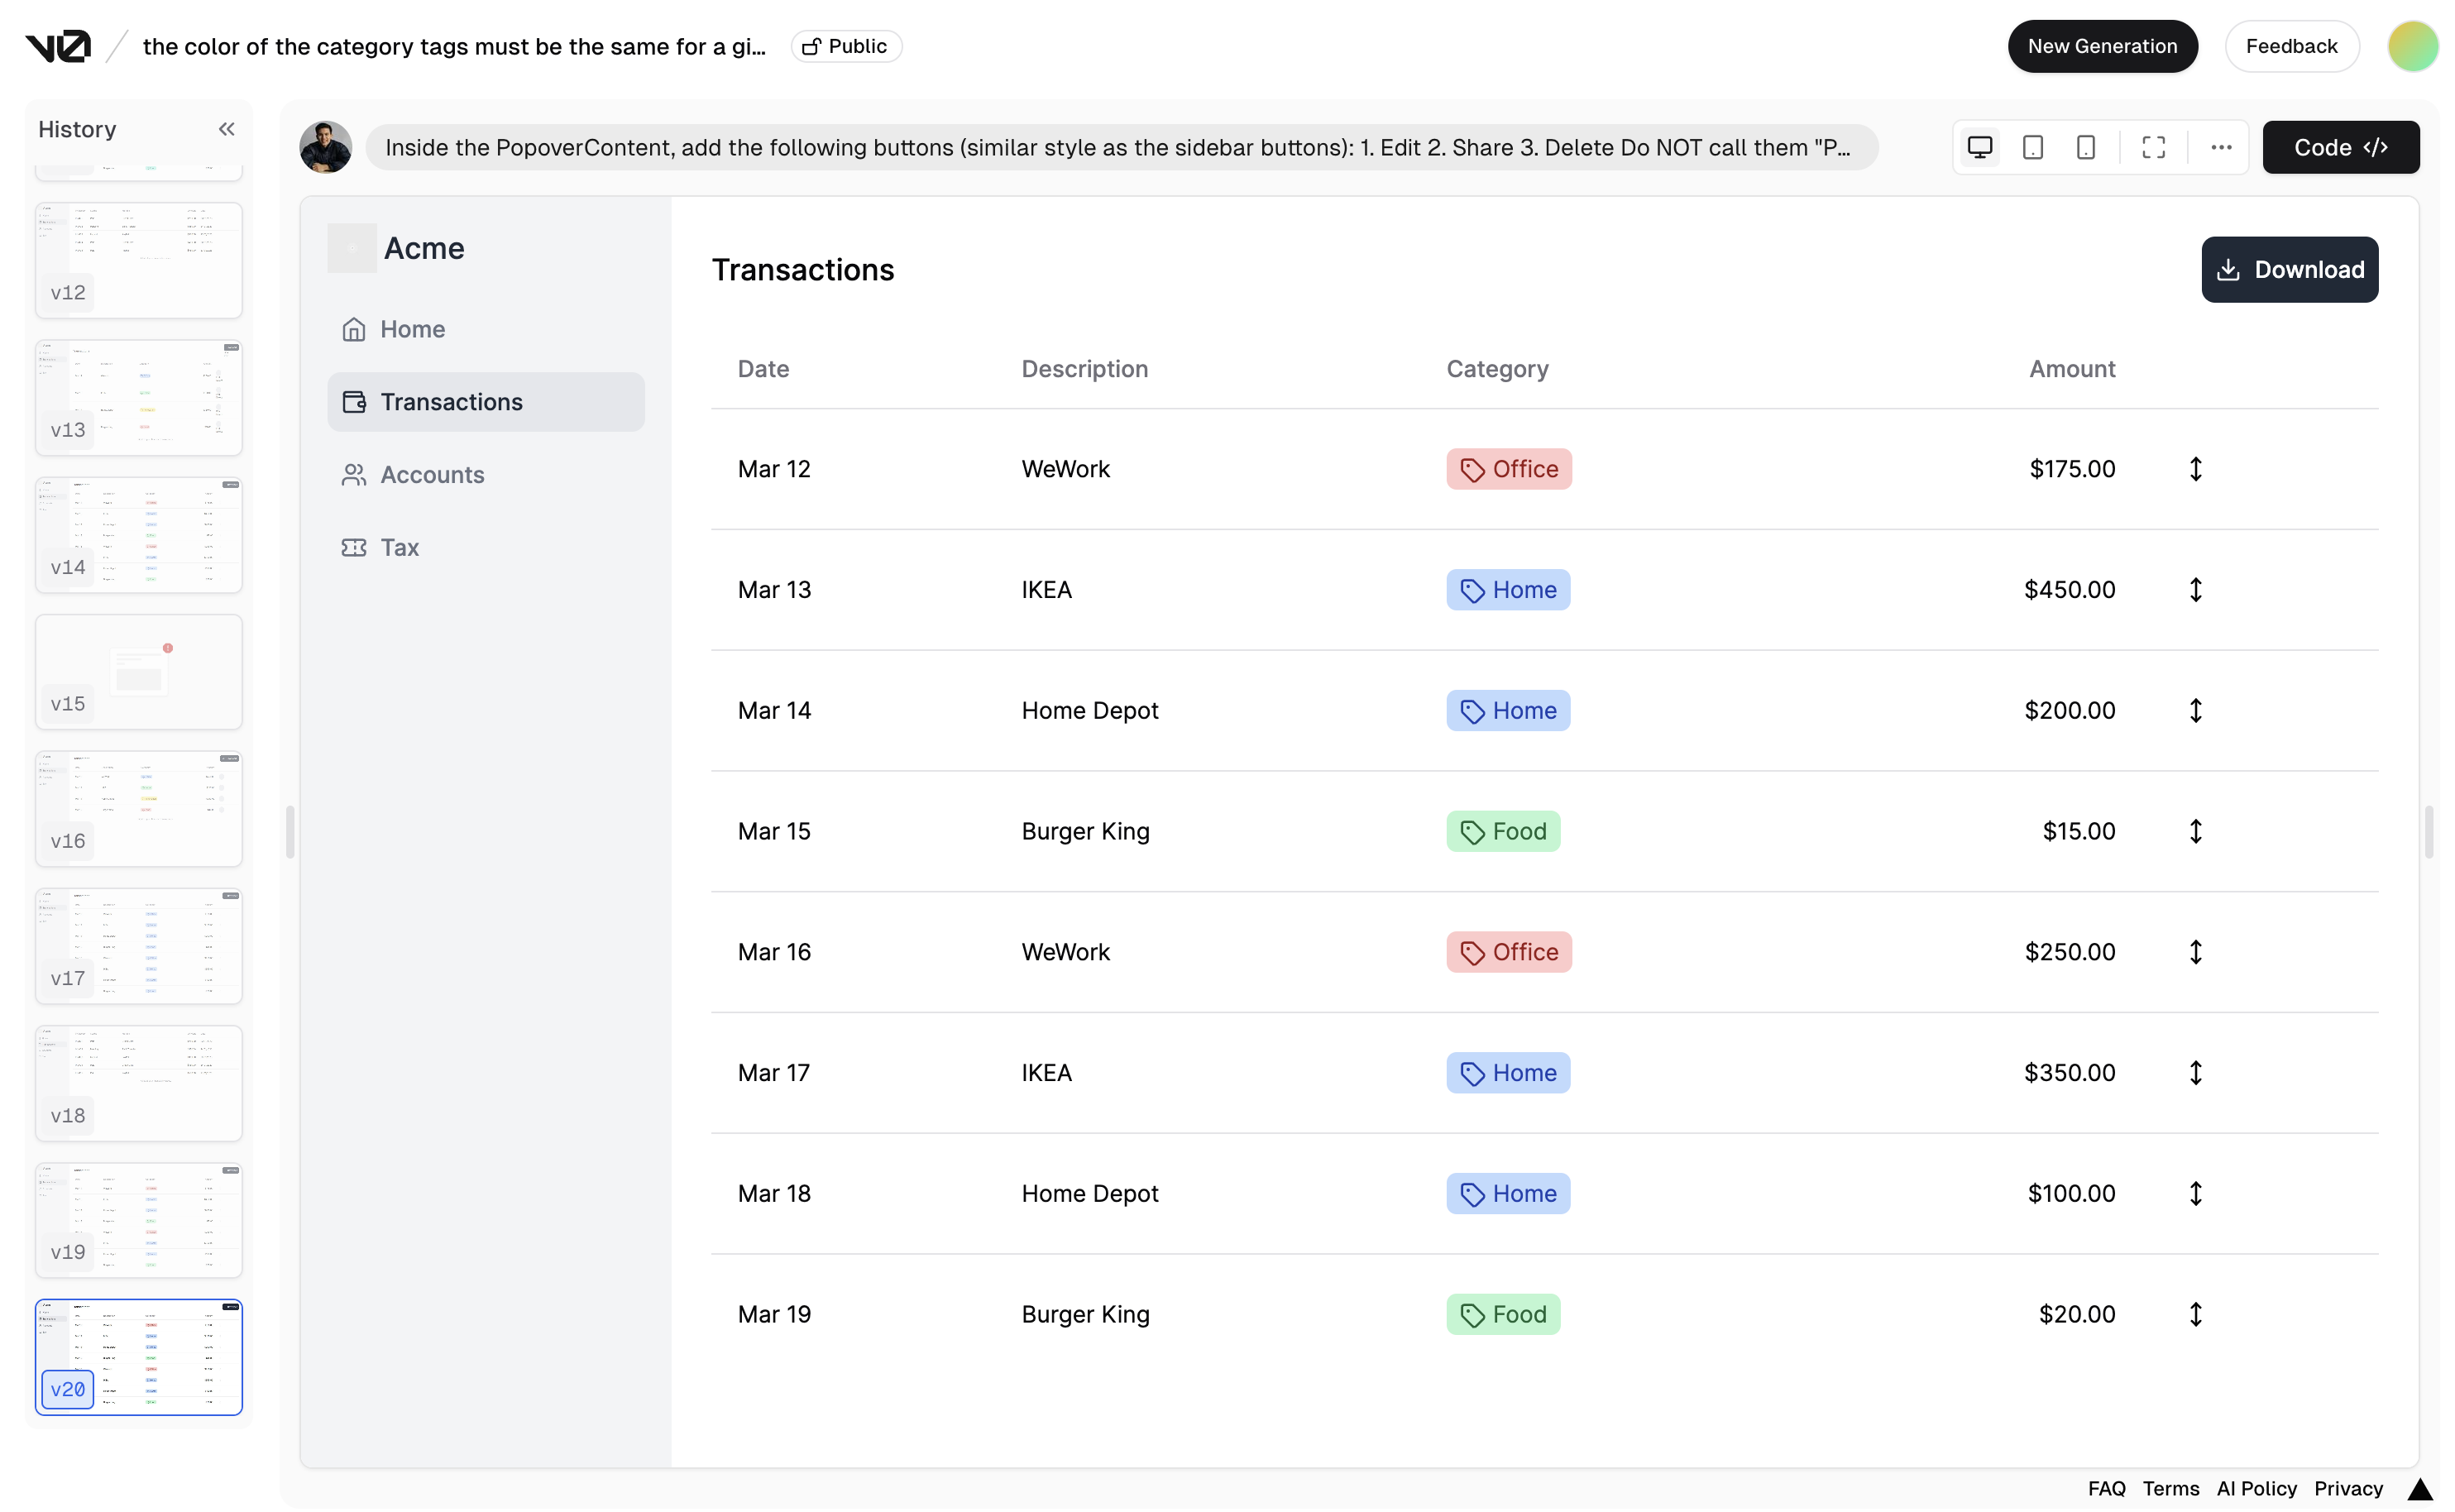 v0 / the color of the category tags must be the same for a gi... Public New Generation Feedback
History
v12
v13
v14
v15
v16
v17
v18
v19
v20
Inside the PopoverContent, add the following buttons (similar style as the sidebar buttons): 1. Edit 2. Share 3. Delete Do NOT call them "P... Code </>
Acme
Home
Transactions
Accounts
Tax
Transactions Download
Date Description Category Amount
Mar 12 WeWork Office $175.00
Mar 13 IKEA Home $450.00
Mar 14 Home Depot Home $200.00
Mar 15 Burger King Food $15.00
Mar 16 WeWork Office $250.00
Mar 17 IKEA Home $350.00
Mar 18 Home Depot Home $100.00
Mar 19 Burger King Food $20.00
FAQ Terms AI Policy Privacy